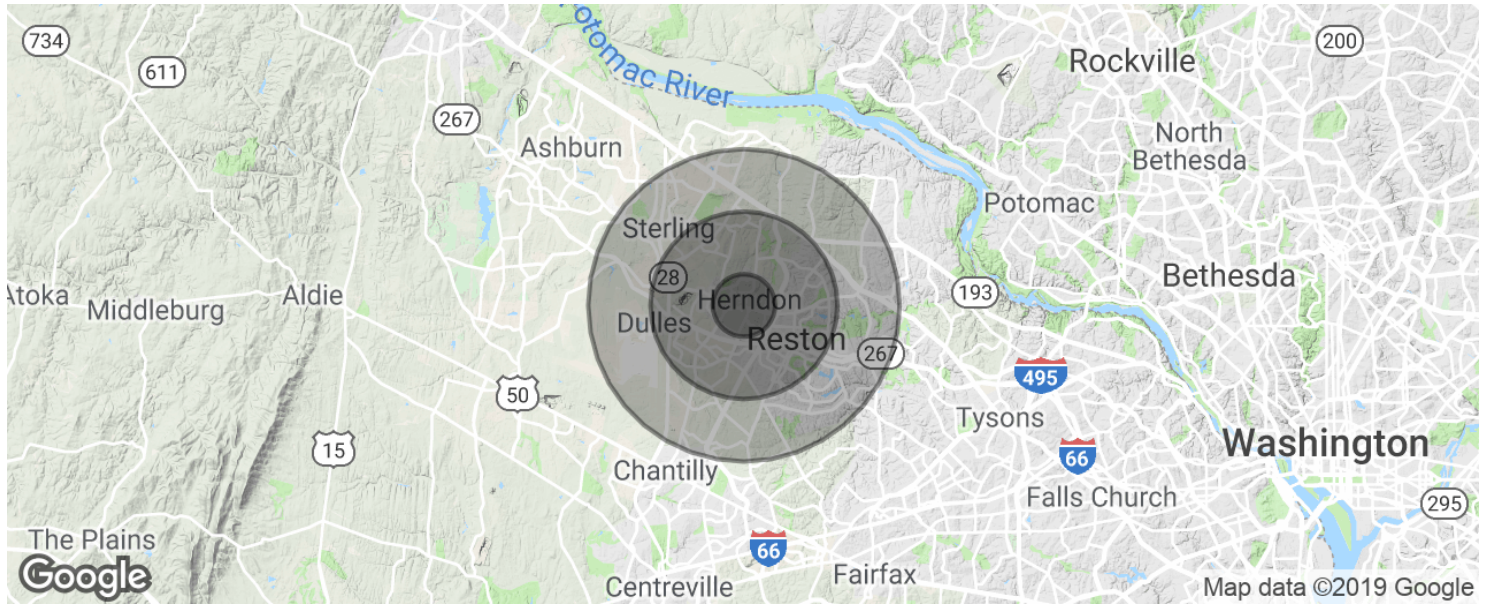 734
611
267
Potomac River
Rockville
200
Ashburn
North
Bethesda
Potomac
Sterling
28
Herndon
Dulles
Reston
193
Bethesda
Atoka
Middleburg
Aldie
267
495
50
15
Tysons
Washington
66
Chantilly
Falls Church
295
The Plains
66
Google
Centreville
Fairfax
Map data ©2019 Google